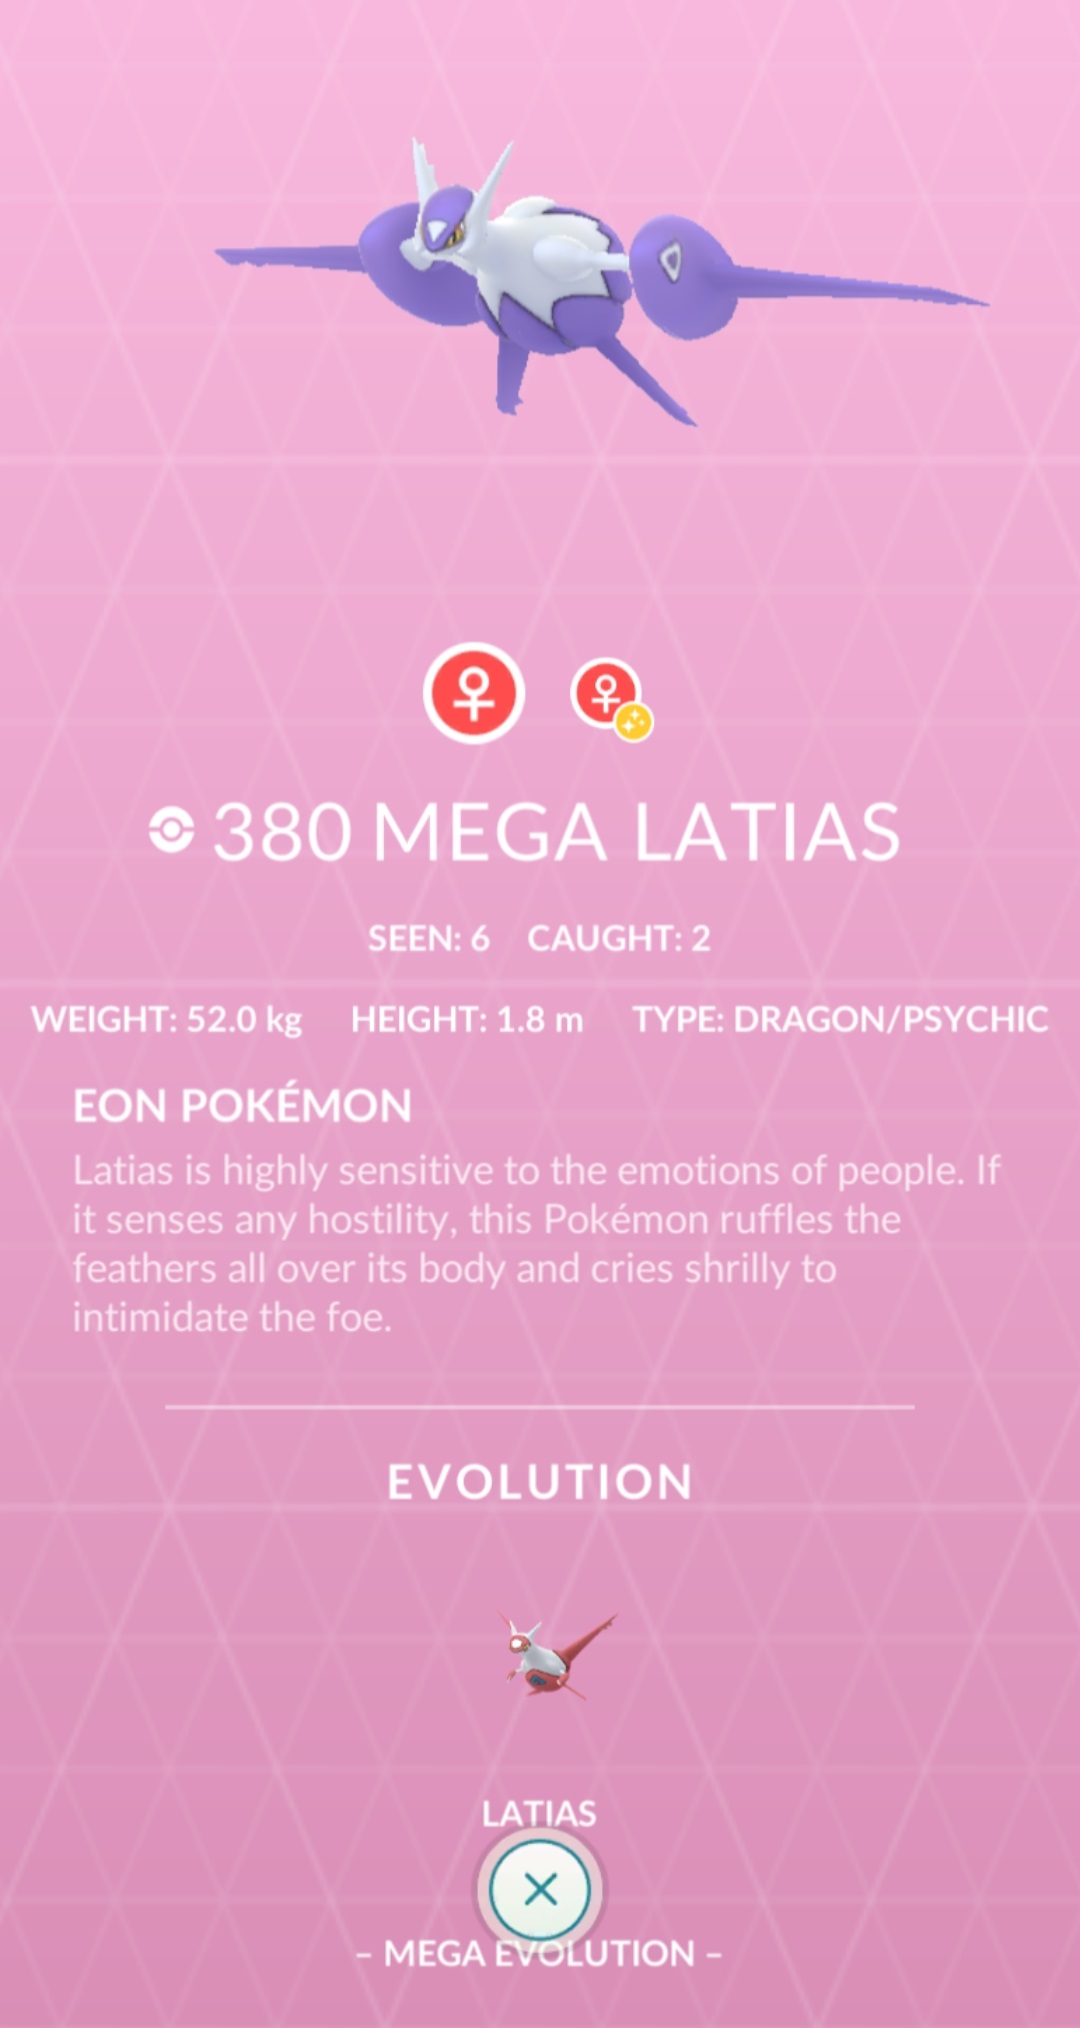 380 MEGA LATIAS
SEEN: 6 CAUGHT: 2
WEIGHT: 52.0 kg HEIGHT: 1.8 m TYPE: DRAGON/PSYCHIC
EON POKÉMON
Latias is highly sensitive to the emotions of people. If
it senses any hostility, this Pokémon ruffles the
feathers all over its body and cries shrilly to
intimidate the foe.
EVOLUTION
LATIAS
– MEGA EVOLUTION –